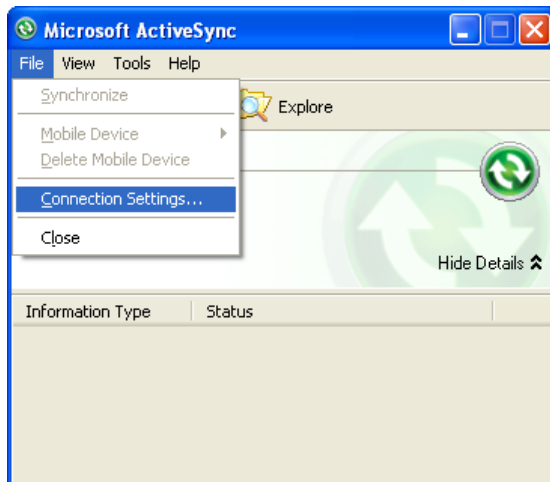 Microsoft ActiveSync
File View Tools Help
Synchronize
Explore
Mobile Device
Delete Mobile Device
Connection Settings...
Close
Hide Details
Information Type Status